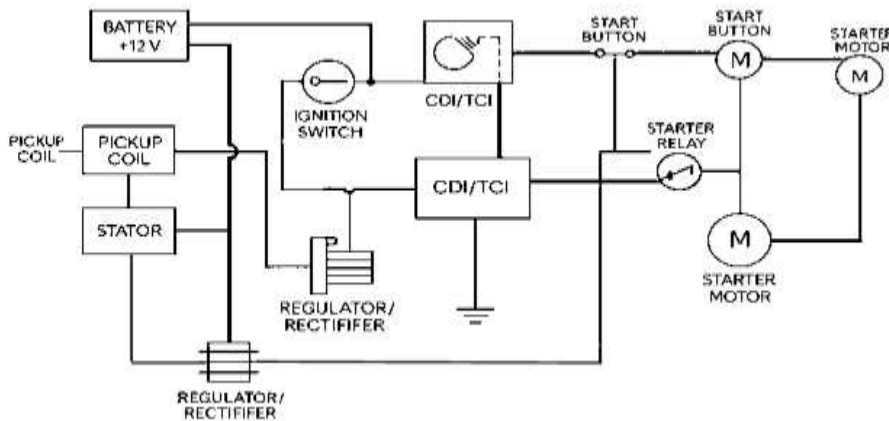 BATTERY
+12 V
START
BUTTON
START
BUTTON
STARTER
MOTOR
M
M
CDI/TCI
IGNITION
SWITCH
STARTER
RELAY
PICKUP
COIL
PICKUP
COIL
CDI/TCI
STATOR
M
STARTER
MOTOR
REGULATOR/
RECTIFIFER
REGULATOR/
RECTIFIFER